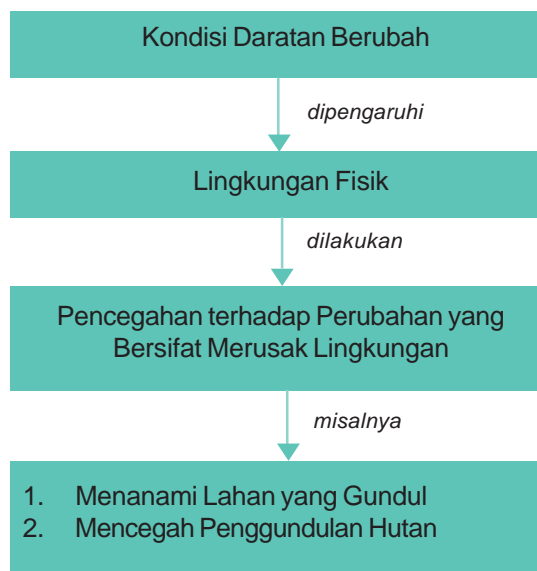 Kondisi Daratan Berubah
dipengaruhi
Lingkungan Fisik
dilakukan
Pencegahan terhadap Perubahan yang
Bersifat Merusak Lingkungan
misalnya
1. Menanami Lahan yang Gundul
2. Mencegah Penggundulan Hutan